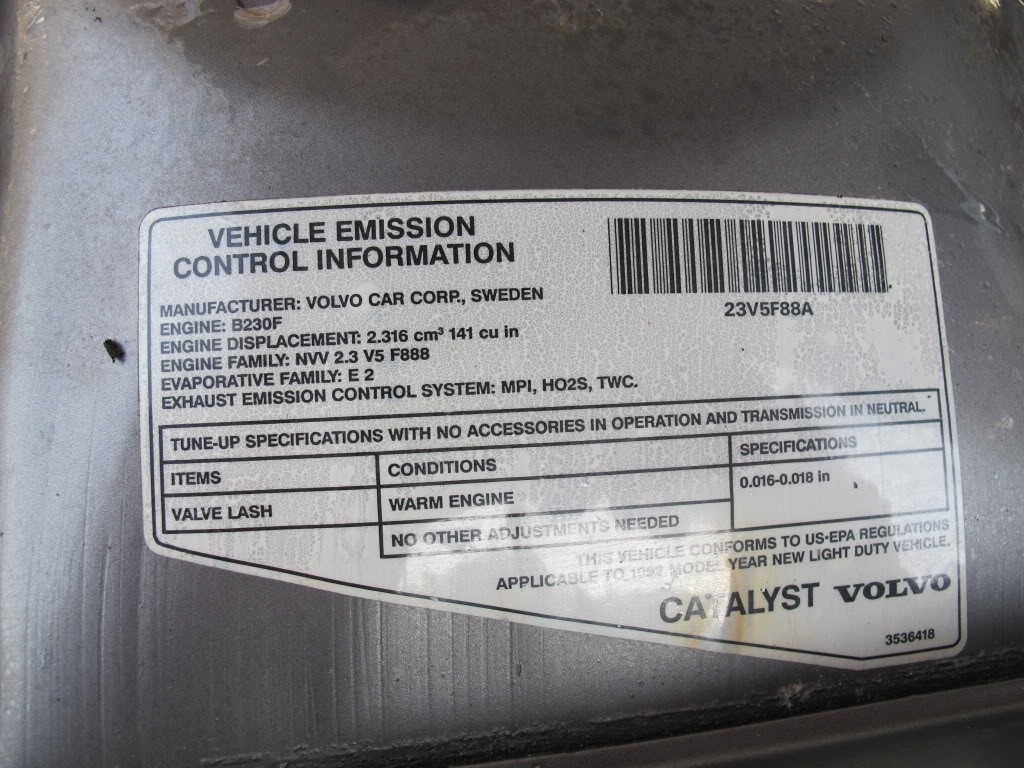 VEHICLE EMISSION
CONTROL INFORMATION
23V5F88A
MANUFACTURER: VOLVO CAR CORP., SWEDEN
ENGINE: B230F
ENGINE DISPLACEMENT: 2.316 cm³ 141 cu in
ENGINE FAMILY: NVV 2.3 V5 F888
EVAPORATIVE FAMILY: E 2
EXHAUST EMISSION CONTROL SYSTEM: MPI, HO2S, TWC.
TUNE-UP SPECIFICATIONS WITH NO ACCESSORIES IN OPERATION AND TRANSMISSION IN NEUTRAL.
ITEMS CONDITIONS SPECIFICATIONS
VALVE LASH WARM ENGINE 0.016-0.018 in
NO OTHER ADJUSTMENTS NEEDED
THIS VEHICLE CONFORMS TO US-EPA REGULATIONS
APPLICABLE TO 1992 MODEL YEAR NEW LIGHT DUTY VEHICLE.
CATALYST VOLVO
3536418